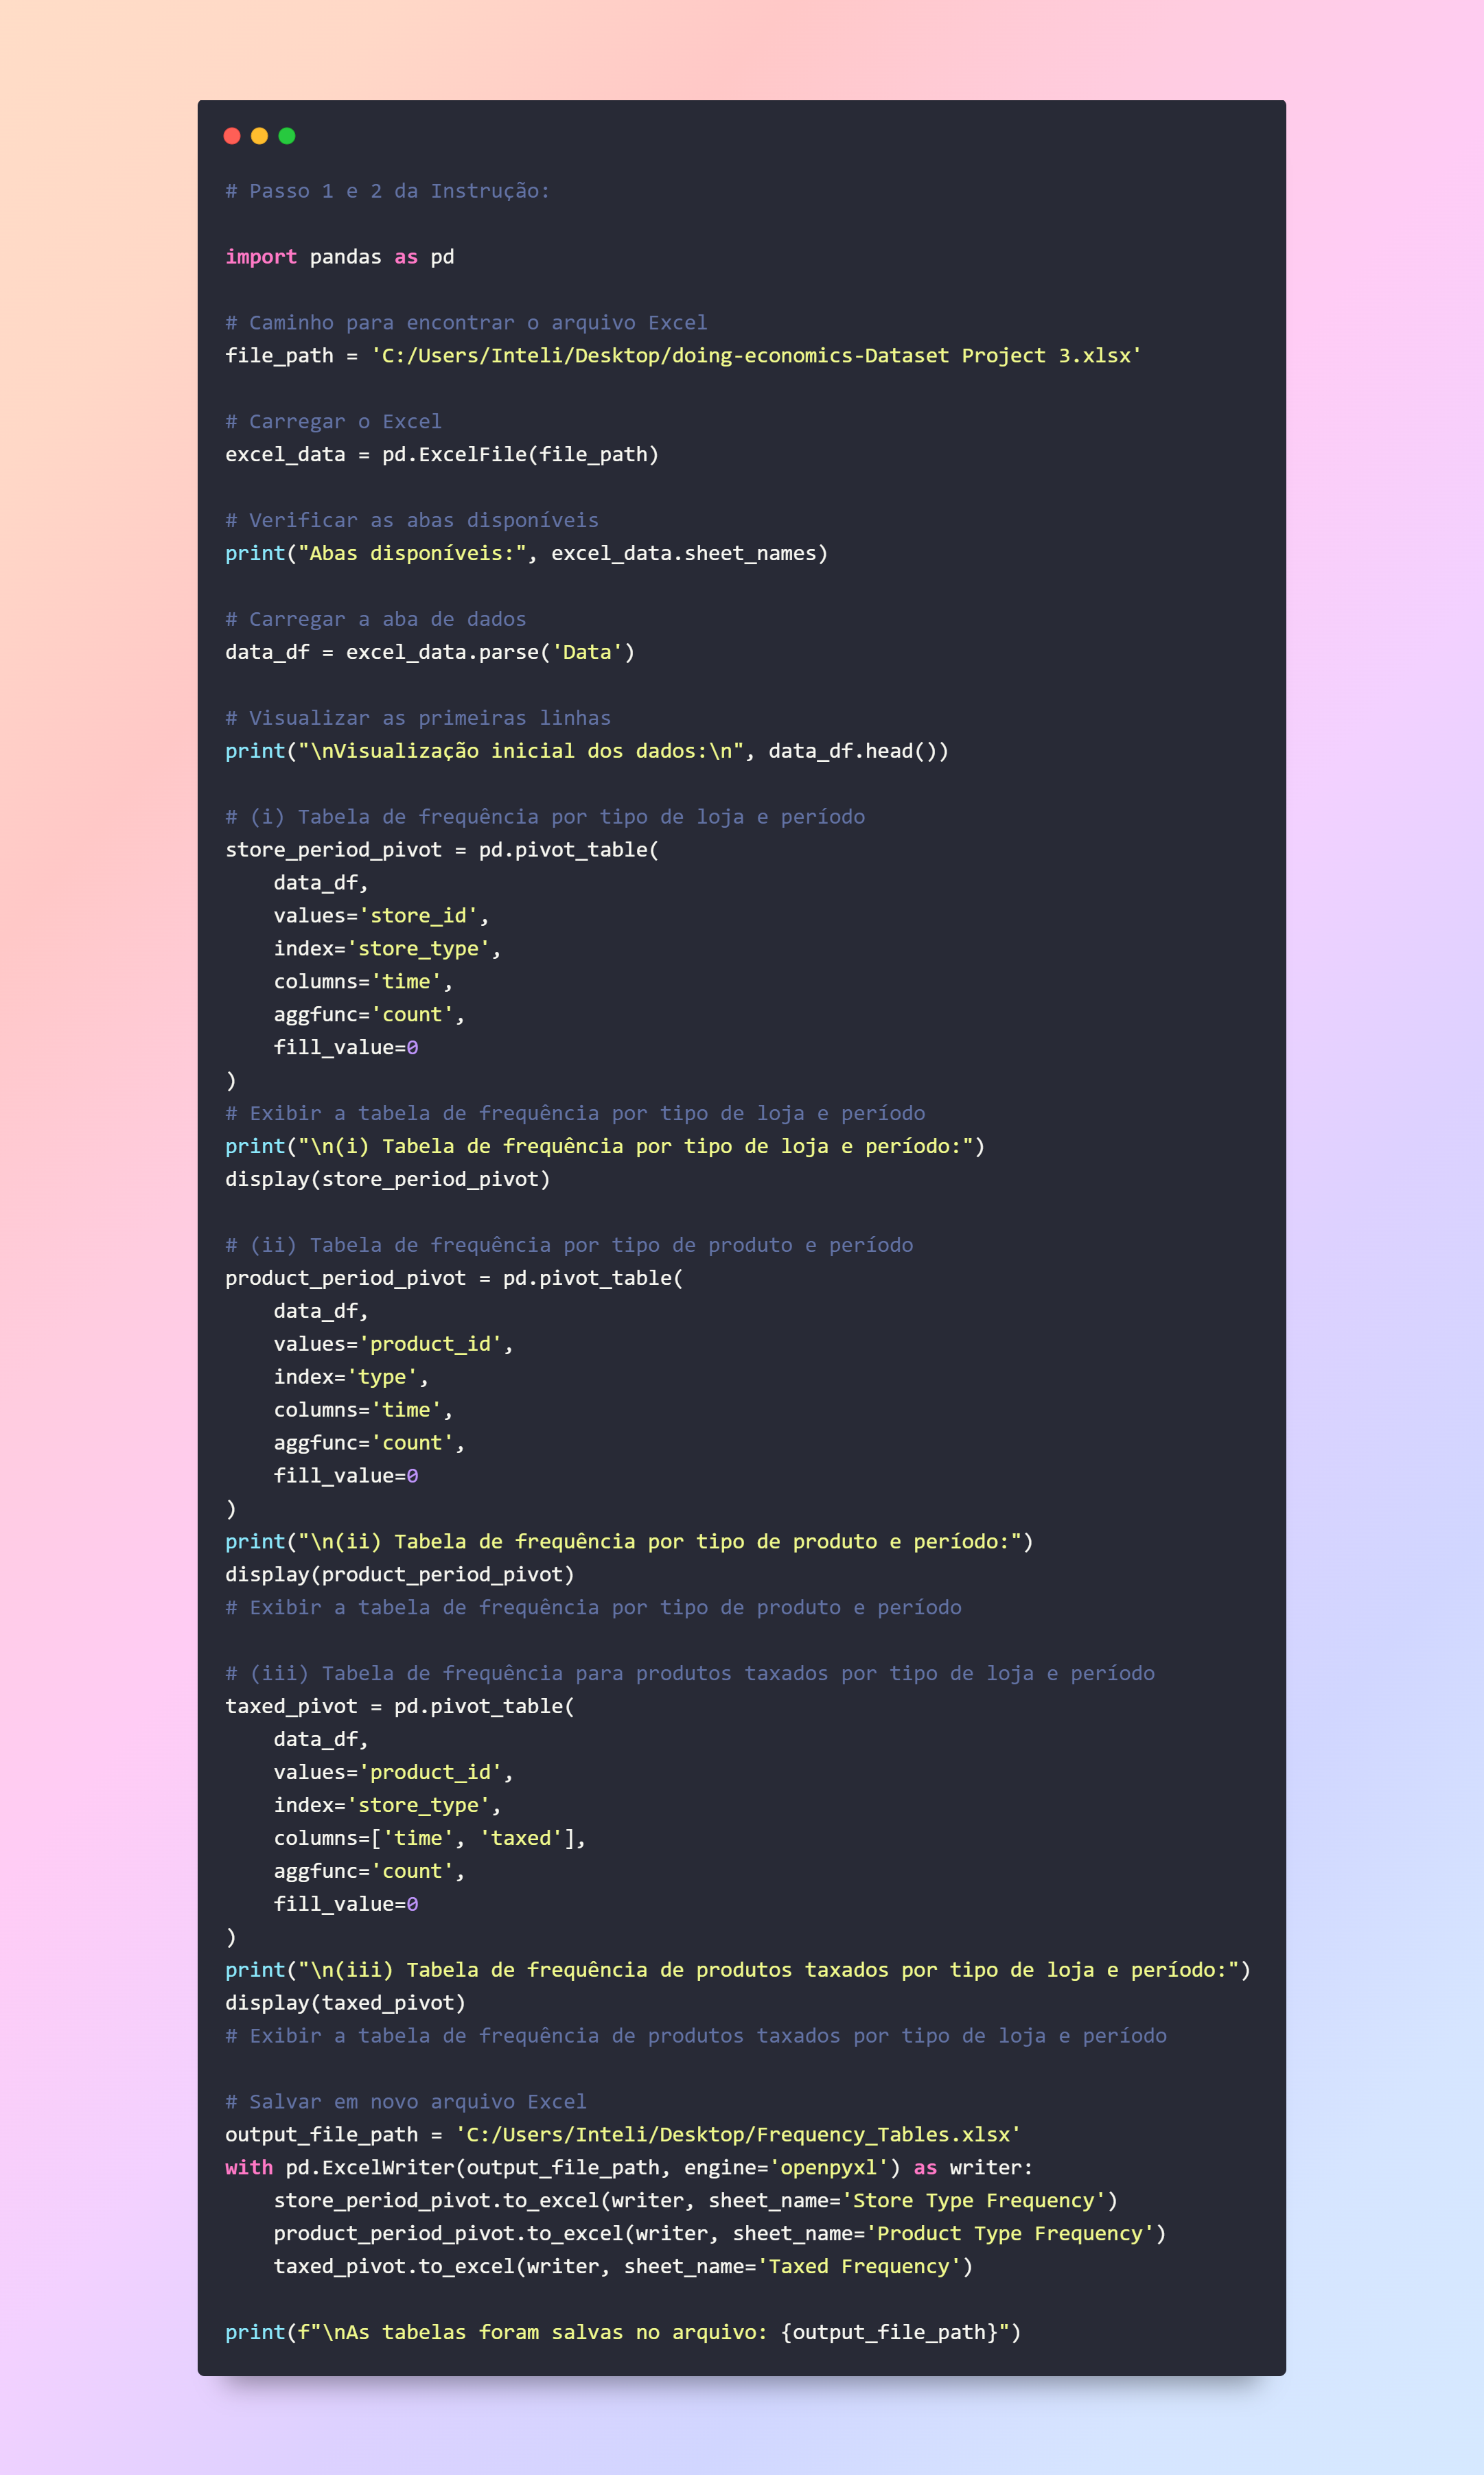 # Passo 1 e 2 da Instrução:
import pandas as pd
# Caminho para encontrar o arquivo Excel
file_path = 'C:/Users/Inteli/Desktop/doing-economics-Dataset Project 3.xlsx'
# Carregar o Excel
excel_data = pd.ExcelFile(file_path)
# Verificar as abas disponíveis
print("Abas disponíveis:", excel_data.sheet_names)
# Carregar a aba de dados
data_df = excel_data.parse('Data')
# Visualizar as primeiras linhas
print("\nVisualização inicial dos dados:\n", data_df.head())
# (i) Tabela de frequência por tipo de loja e período
store_period_pivot = pd.pivot_table(
    data_df,
    values='store_id',
    index='store_type',
    columns='time',
    aggfunc='count',
    fill_value=0
)
# Exibir a tabela de frequência por tipo de loja e período
print("\n(i) Tabela de frequência por tipo de loja e período:")
display(store_period_pivot)
# (ii) Tabela de frequência por tipo de produto e período
product_period_pivot = pd.pivot_table(
    data_df,
    values='product_id',
    index='type',
    columns='time',
    aggfunc='count',
    fill_value=0
)
print("\n(ii) Tabela de frequência por tipo de produto e período:")
display(product_period_pivot)
# Exibir a tabela de frequência por tipo de produto e período
# (iii) Tabela de frequência para produtos taxados por tipo de loja e período
taxed_pivot = pd.pivot_table(
    data_df,
    values='product_id',
    index='store_type',
    columns=['time', 'taxed'],
    aggfunc='count',
    fill_value=0
)
print("\n(iii) Tabela de frequência de produtos taxados por tipo de loja e período:")
display(taxed_pivot)
# Exibir a tabela de frequência de produtos taxados por tipo de loja e período
# Salvar em novo arquivo Excel
output_file_path = 'C:/Users/Inteli/Desktop/Frequency_Tables.xlsx'
with pd.ExcelWriter(output_file_path, engine='openpyxl') as writer:
    store_period_pivot.to_excel(writer, sheet_name='Store Type Frequency')
    product_period_pivot.to_excel(writer, sheet_name='Product Type Frequency')
    taxed_pivot.to_excel(writer, sheet_name='Taxed Frequency')
print(f"\nAs tabelas foram salvas no arquivo: {output_file_path}")